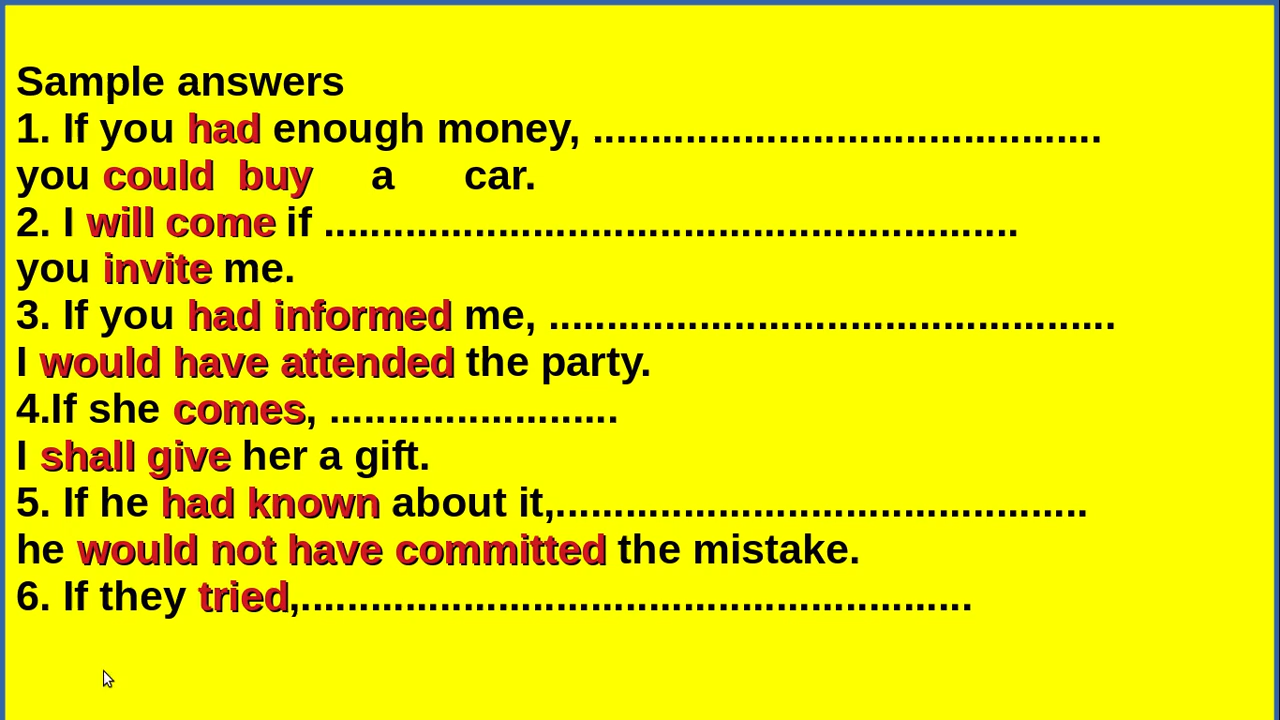 Sample answers
1. If you had enough money, ............................................
you could buy a car.
2. I will come if ............................................................
you invite me.
3. If you had informed me, .................................................
I would have attended the party.
4.If she comes, .........................
I shall give her a gift.
5. If he had known about it,..............................................
he would not have committed the mistake.
6. If they tried,..........................................................